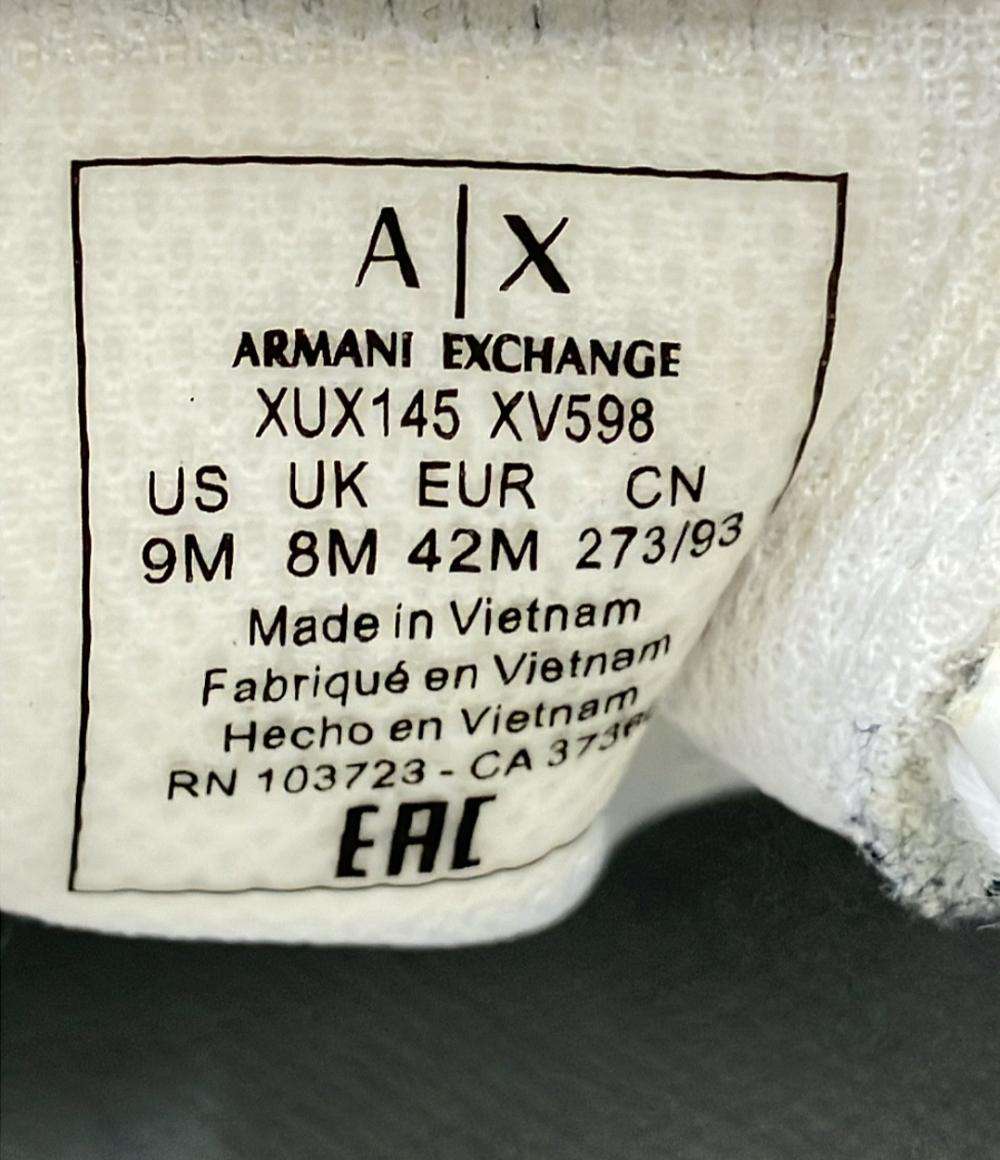 A|X
ARMANI EXCHANGE
XUX145 XV598
US UK EUR CN
9M 8M 42M 273/93
Made in Vietnam
Fabriqué en Vietnam
Hecho en Vietnam
RN 103723 - CA
EAC